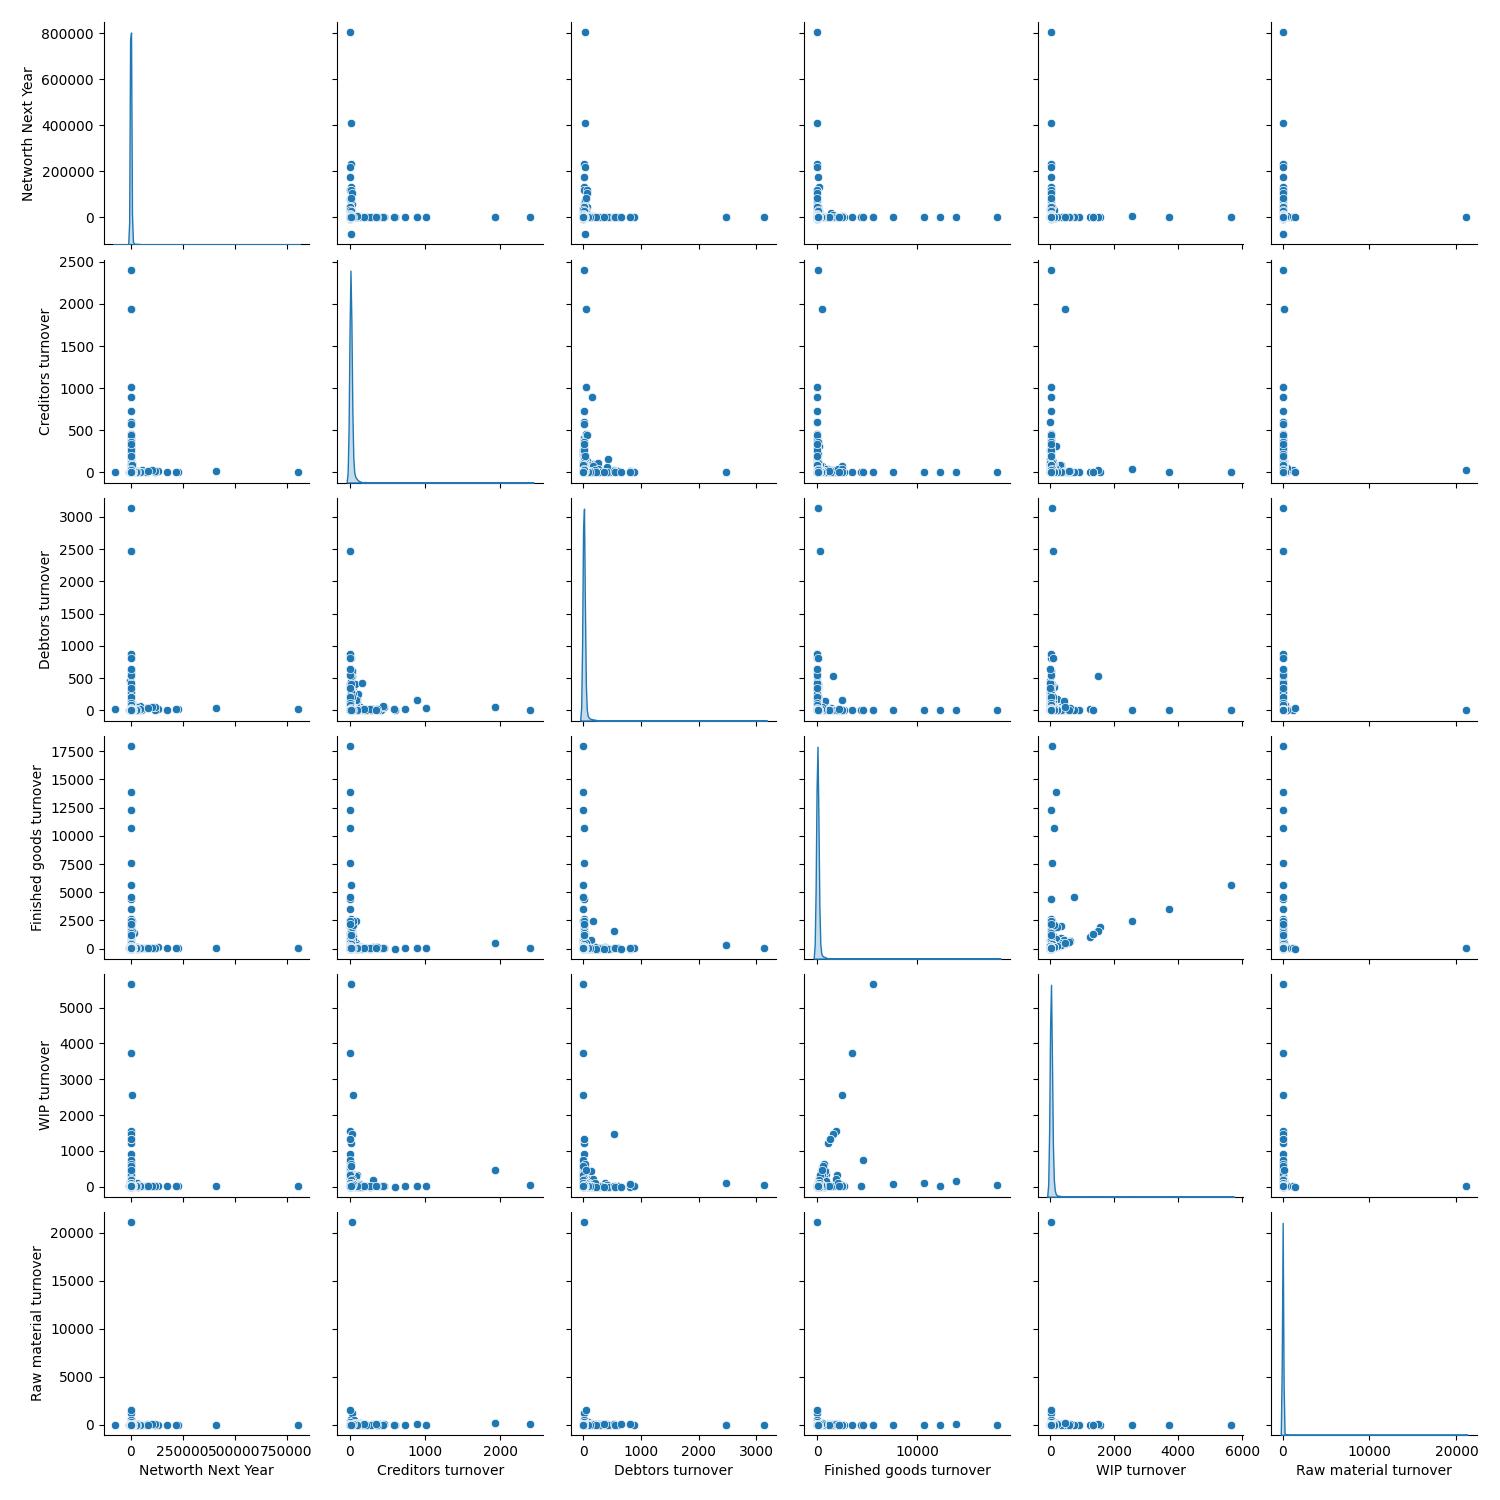 800000
600000
400000
200000
0
Networth Next Year
2500
2000
1500
1000
500
0
Creditors turnover
3000
2500
2000
1500
1000
500
0
Debtors turnover
17500
15000
12500
10000
7500
5000
2500
0
Finished goods turnover
5000
4000
3000
2000
1000
0
WIP turnover
20000
15000
10000
5000
0
Raw material turnover
0 250000 500000 750000
Networth Next Year
0 1000 2000
Creditors turnover
0 1000 2000 3000
Debtors turnover
0 10000
Finished goods turnover
0 2000 4000 6000
WIP turnover
0 10000 20000
Raw material turnover